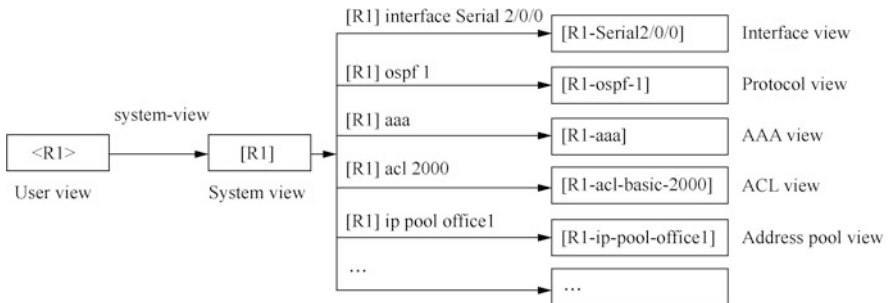 [R1] interface Serial 2/0/0
[R1-Serial2/0/0] Interface view
[R1] ospf 1
[R1-ospf-1] Protocol view
system-view
[R1] aaa
<R1> [R1] [R1-aaa] AAA view
User view System view
[R1] acl 2000
[R1-acl-basic-2000] ACL view
[R1] ip pool office1
[R1-ip-pool-office1] Address pool view
…
…